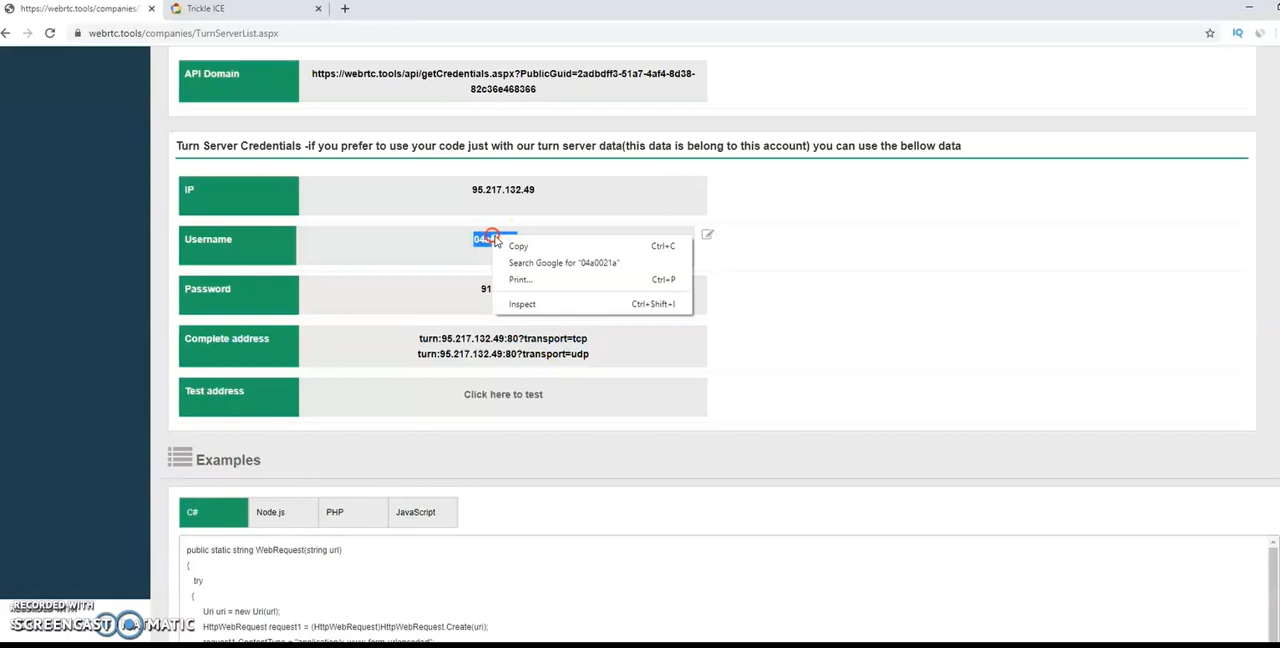 https://webrtc.tools/companies/
Trickle ICE
webrtc.tools/companies/TurnServerList.aspx
IQ
API Domain
https://webrtc.tools/api/getCredentials.aspx?PublicGuid=2adbdff3-51a7-4af4-8d38-
82c36e468366
Turn Server Credentials -if you prefer to use your code just with our turn server data(this data is belong to this account) you can use the bellow data
IP
95.217.132.49
Username
Copy Ctrl+C
Search Google for "04a0021a"
Print... Ctrl+P
Inspect Ctrl+Shift+I
Password
91
Complete address
turn:95.217.132.49:80?transport=tcp
turn:95.217.132.49:80?transport=udp
Test address
Click here to test
Examples
C#
Node.js
PHP
JavaScript
public static string WebRequest(string url)
{
try
{
Uri uri = new Uri(url);
HttpWebRequest request1 = (HttpWebRequest)HttpWebRequest.Create(uri);
RECORDED WITH
SCREENCAST MATIC